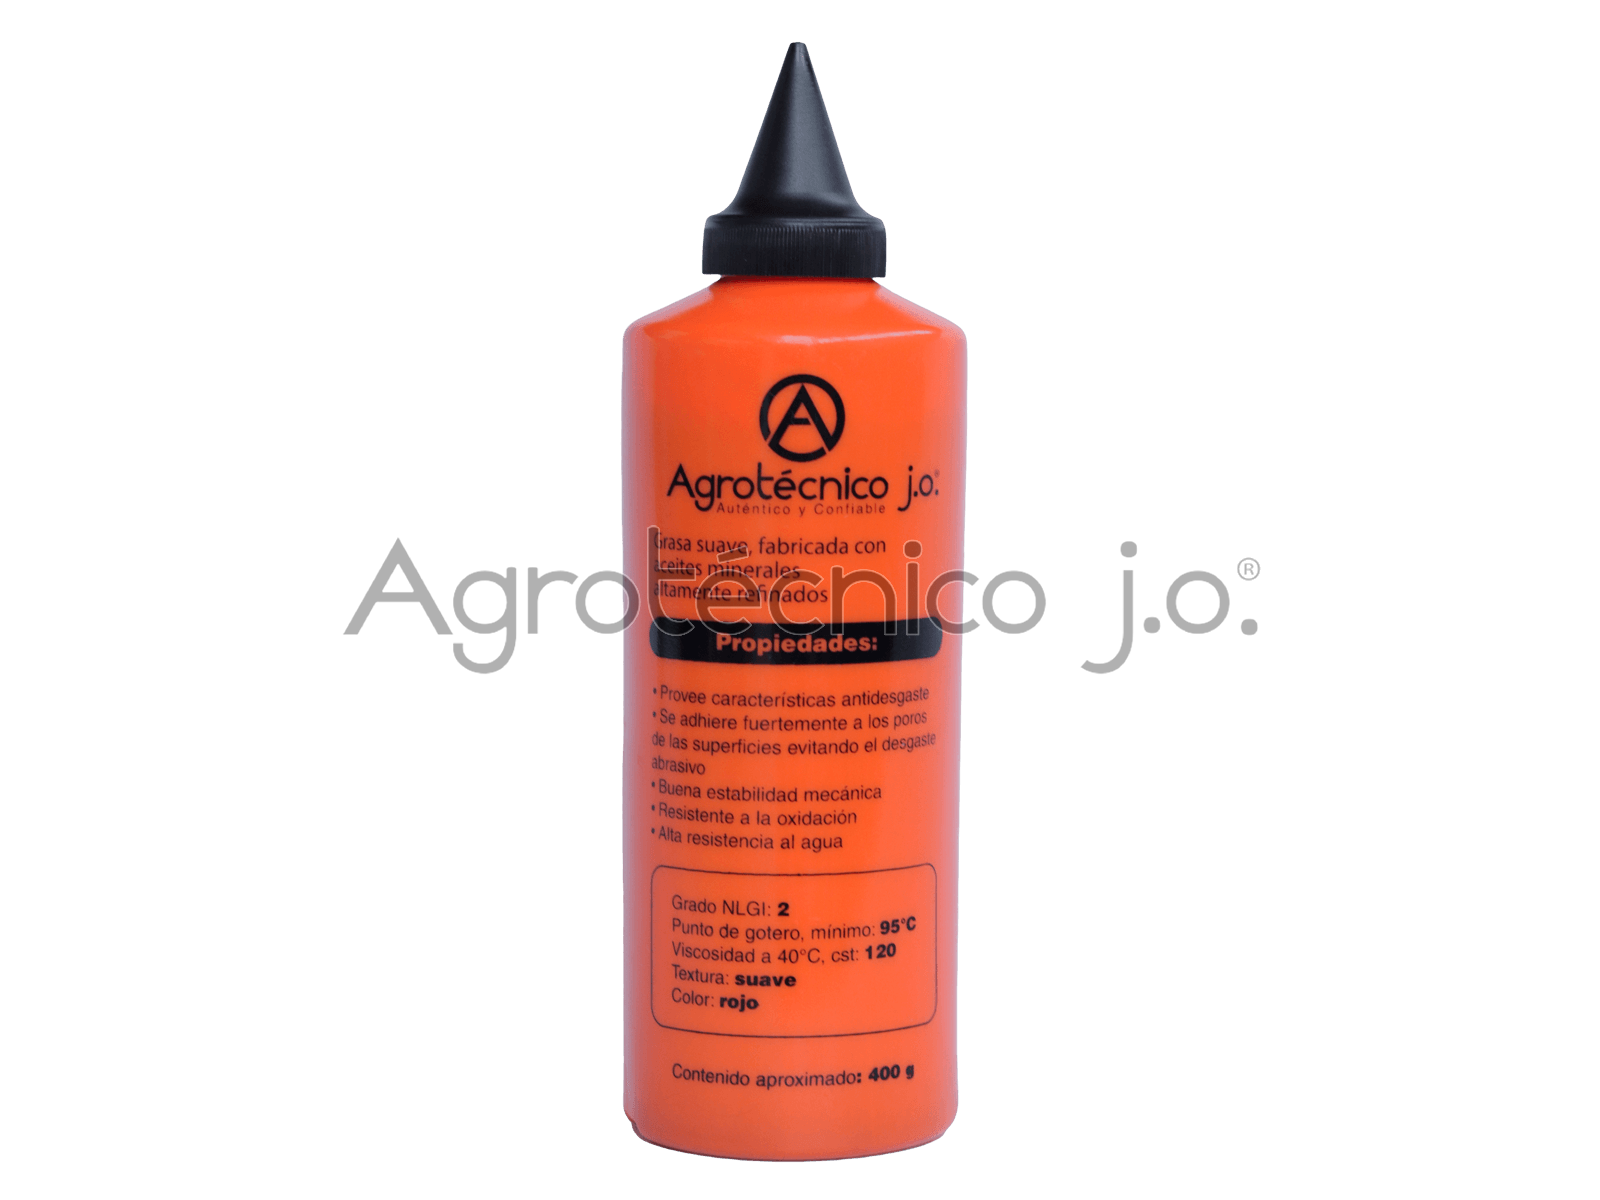 A
Agrotécnico j.o.®
Auténtico y Confiable
Grasa suave, fabricada con
aceites minerales
altamente refinados
Agrotécnico j.o.®
Propiedades:
• Provee características antidesgaste
• Se adhiere fuertemente a los poros
de las superficies evitando el desgaste
abrasivo
• Buena estabilidad mecánica
• Resistente a la oxidación
• Alta resistencia al agua
Grado NLGI: 2
Punto de gotero, mínimo: 95°C
Viscosidad a 40°C, cst: 120
Textura: suave
Color: rojo
Contenido aproximado: 400 g